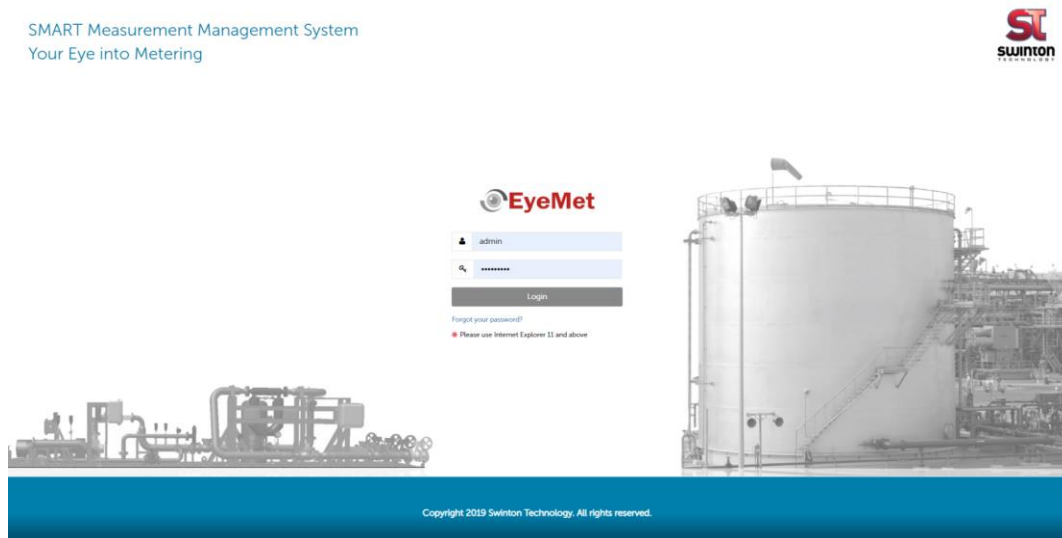 SMART Measurement Management System
Your Eye into Metering
ST
swinton
TECHNOLOGY
EyeMet
admin
•••••••••
Login
Forgot your password?
Please use Internet Explorer 11 and above
Copyright 2019 Swinton Technology. All rights reserved.